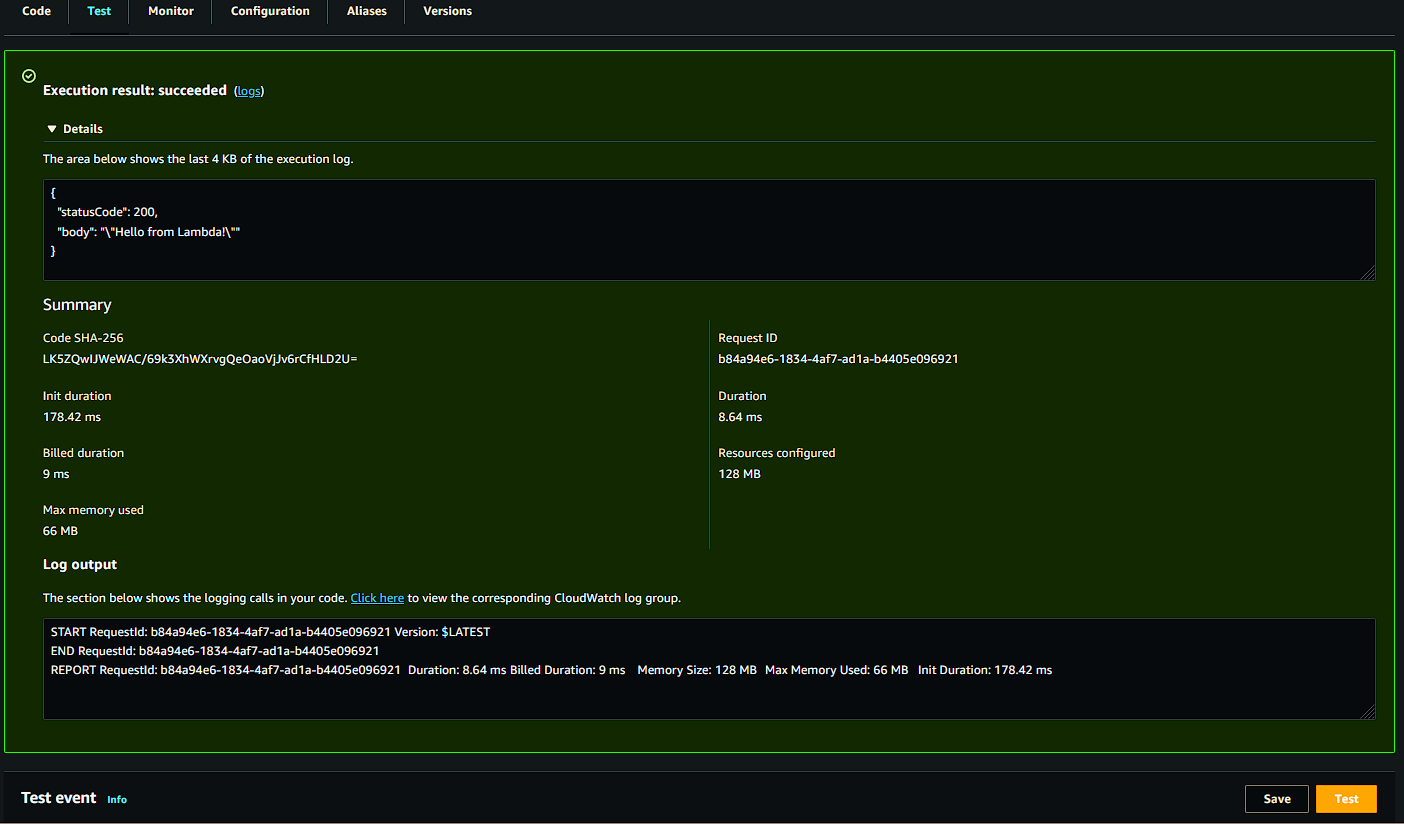 Code Test Monitor Configuration Aliases Versions
Execution result: succeeded (logs)
Details
The area below shows the last 4 KB of the execution log.
{
"statusCode": 200,
"body": "\"Hello from Lambda!\""
}
Summary
Code SHA-256
LK5ZQwIJWeWAC/69k3XhWXrvgQeOaoVjJv6rCfHLD2U=
Request ID
b84a94e6-1834-4af7-ad1a-b4405e096921
Init duration
178.42 ms
Duration
8.64 ms
Billed duration
9 ms
Resources configured
128 MB
Max memory used
66 MB
Log output
The section below shows the logging calls in your code. Click here to view the corresponding CloudWatch log group.
START RequestId: b84a94e6-1834-4af7-ad1a-b4405e096921 Version: $LATEST
END RequestId: b84a94e6-1834-4af7-ad1a-b4405e096921
REPORT RequestId: b84a94e6-1834-4af7-ad1a-b4405e096921 Duration: 8.64 ms Billed Duration: 9 ms Memory Size: 128 MB Max Memory Used: 66 MB Init Duration: 178.42 ms
Test event Info
Save Test